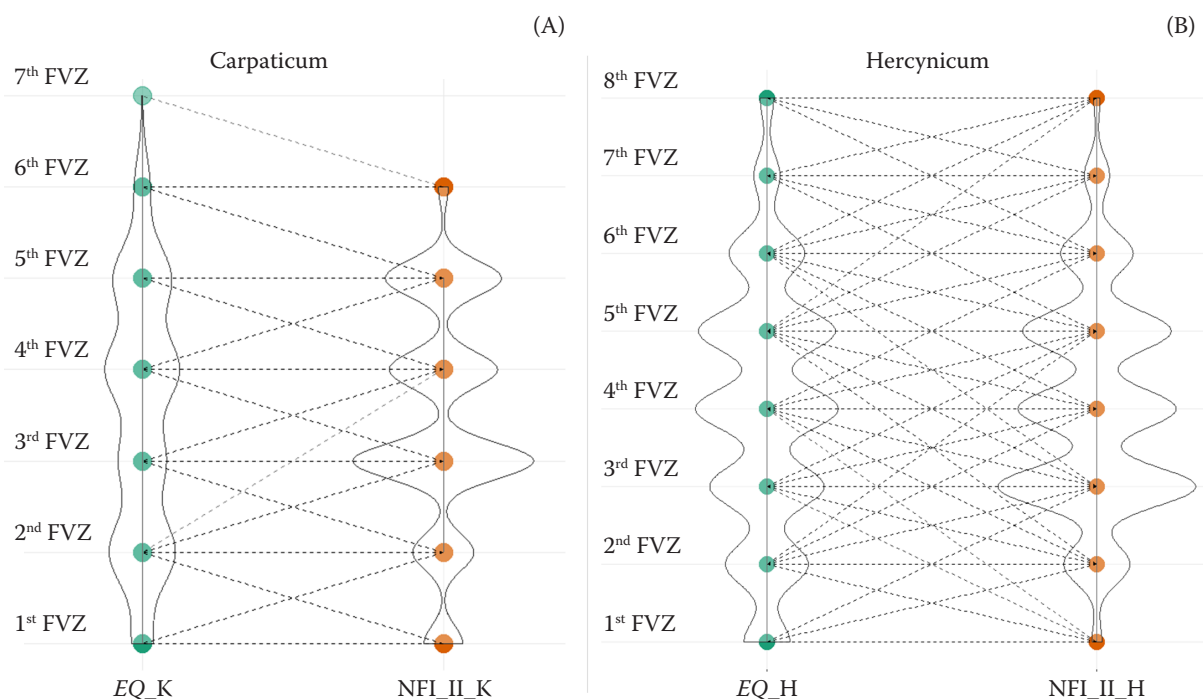 (A)
Carpaticum
7th FVZ
6th FVZ
5th FVZ
4th FVZ
3rd FVZ
2nd FVZ
1st FVZ
EQ_K NFI_II_K
(B)
Hercynicum
8th FVZ
7th FVZ
6th FVZ
5th FVZ
4th FVZ
3rd FVZ
2nd FVZ
1st FVZ
EQ_H NFI_II_H